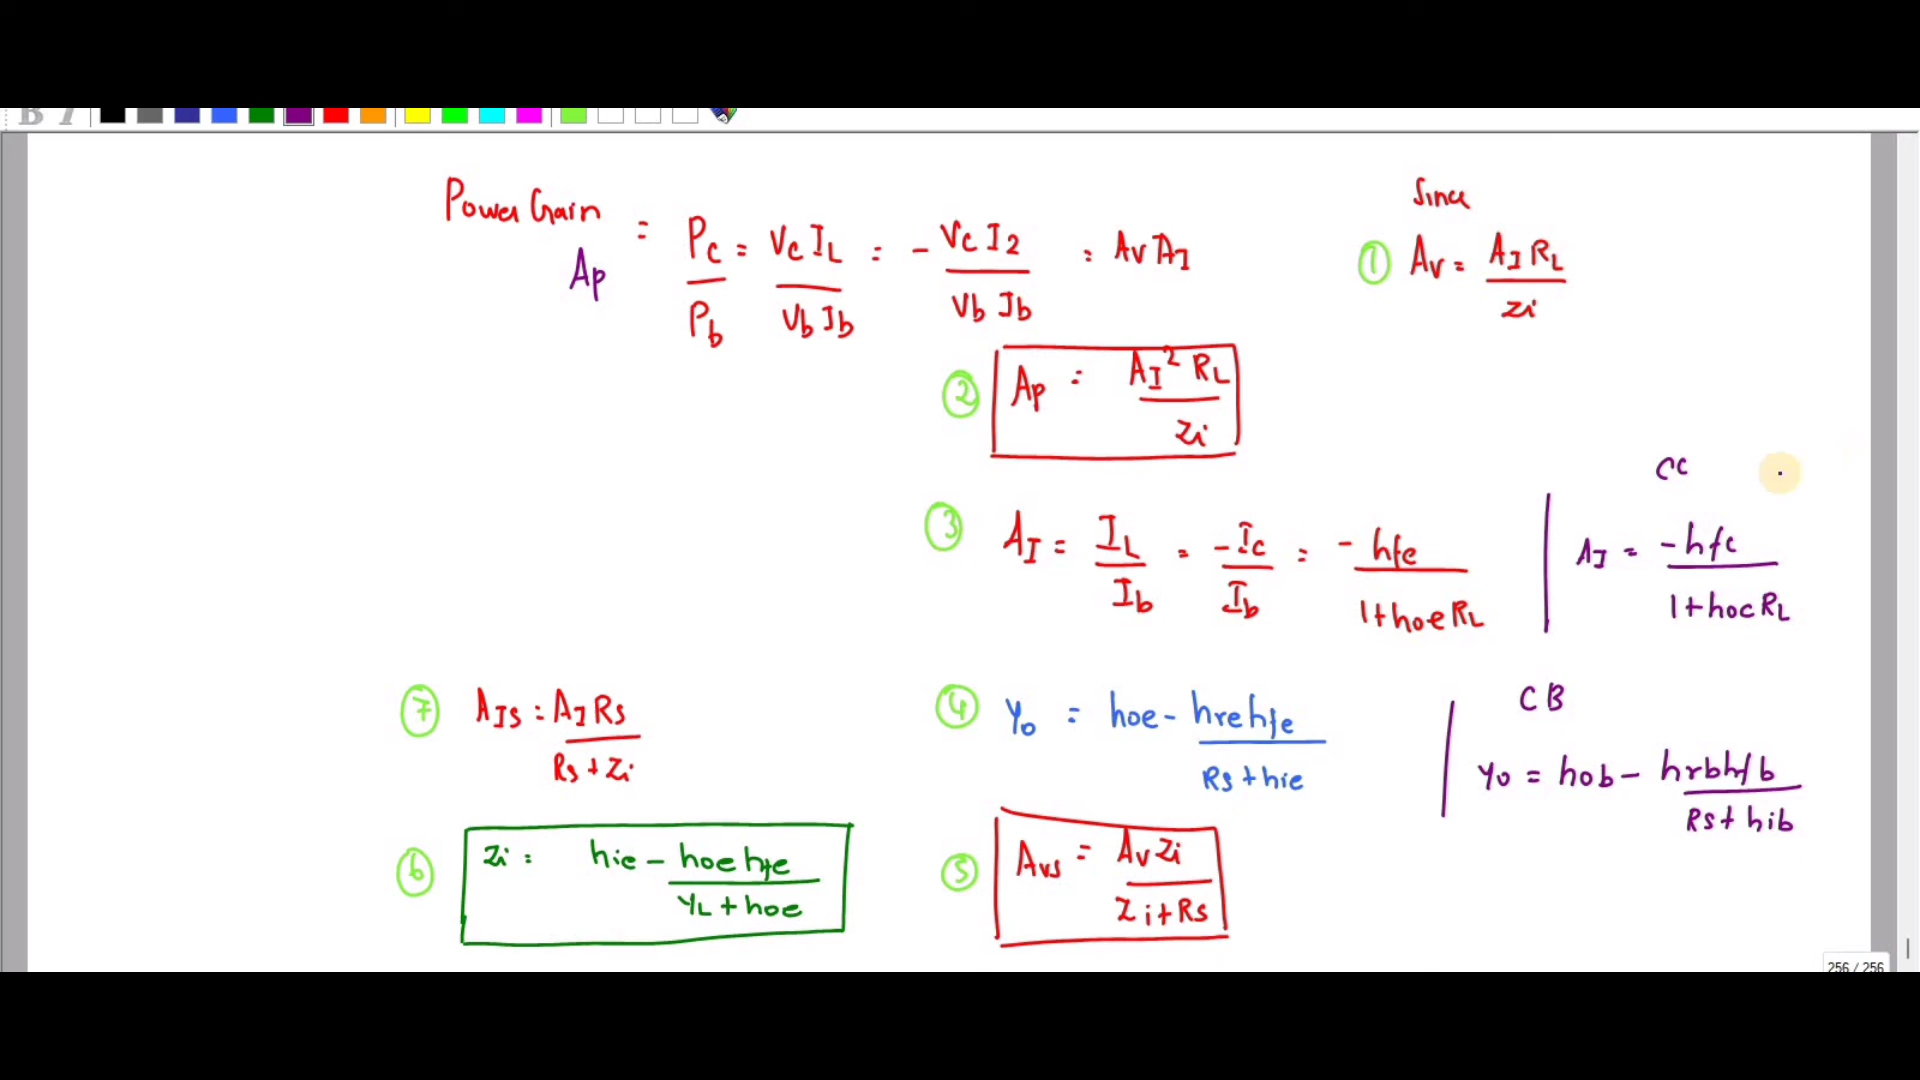 B I
Power Gain Ap = Pc/Pb = VcIL/VbIb = - VcI2/VbIb = AvAI
Since
① Av = AIRL/Zi
② Ap = AI² RL/Zi
③ AI = IL/Ib = -Ic/Ib = -hfe/1+hoeRL
CC
AI = -hfc/1+hocRL
⑦ AIs = AIRs/Rs+Zi
④ Yo = hoe - hrehfe/Rs+hie
CB
Yo = hob - hrbhfb/Rs+hib
⑥ Zi = hie - hoehfe/YL+hoe
⑤ Avs = AvZi/Zi+Rs
256 / 256